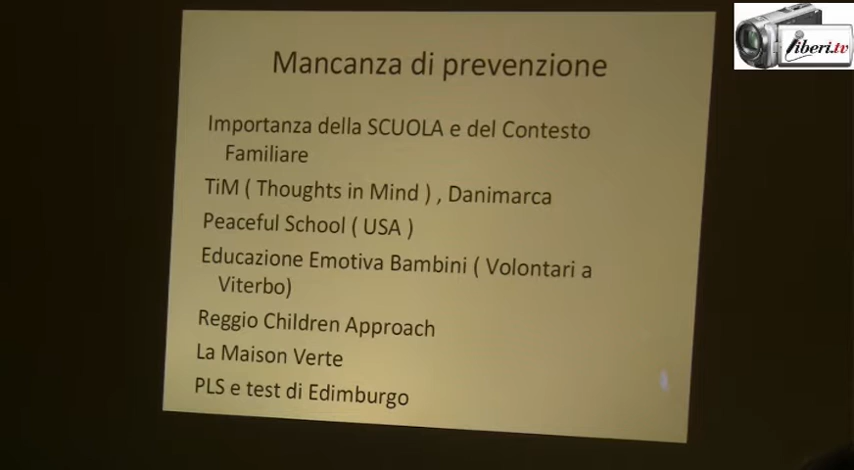 Mancanza di prevenzione
Importanza della SCUOLA e del Contesto
Familiare
TiM ( Thoughts in Mind ) , Danimarca
Peaceful School ( USA )
Educazione Emotiva Bambini ( Volontari a
Viterbo)
Reggio Children Approach
La Maison Verte
PLS e test di Edimburgo
liberi.tv